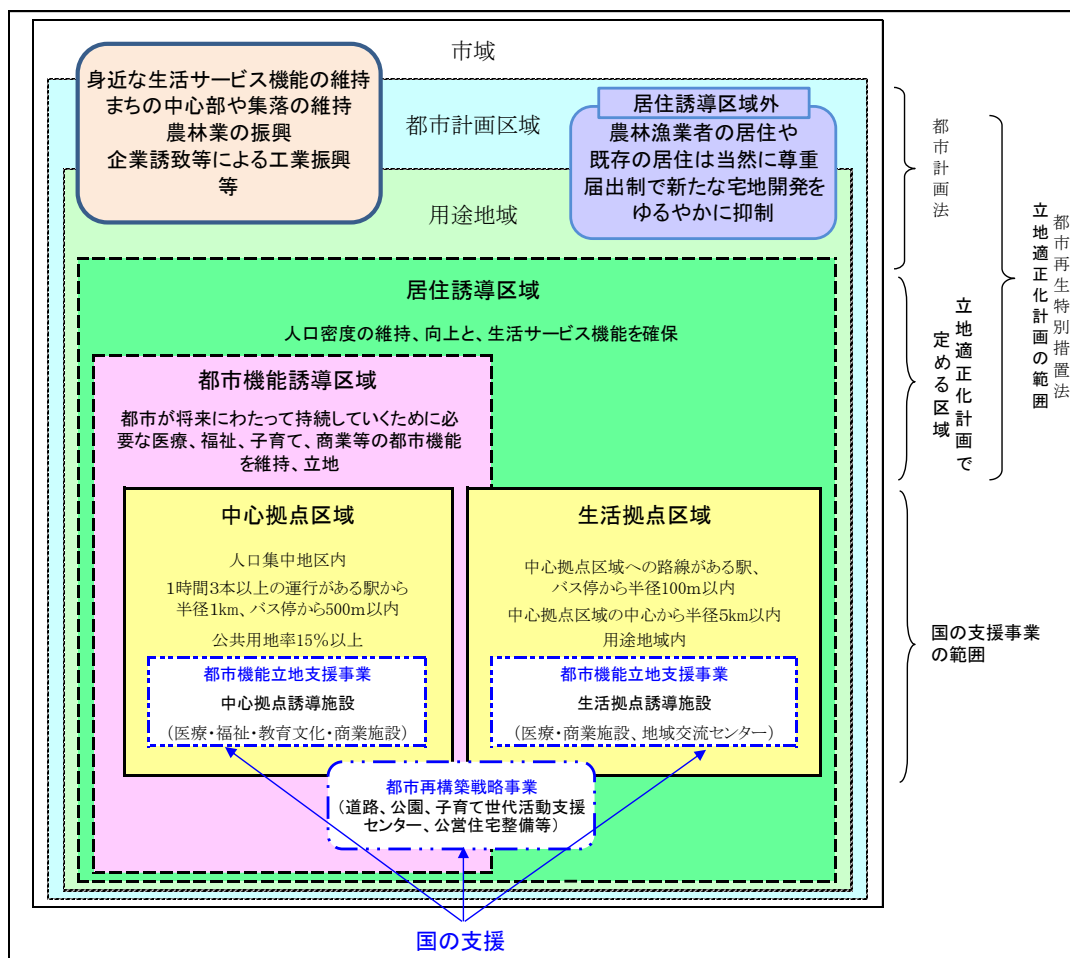 市域
身近な生活サービス機能の維持
まちの中心部や集落の維持
農林業の振興
企業誘致等による工業振興
等
都市計画区域
居住誘導区域外
農林漁業者の居住や
既存の居住は当然に尊重
届出制で新たな宅地開発を
ゆるやかに抑制
用途地域
居住誘導区域
人口密度の維持、向上と、生活サービス機能を確保
都市機能誘導区域
都市が将来にわたって持続していくために必
要な医療、福祉、子育て、商業等の都市機能
を維持、立地
中心拠点区域
人口集中地区内
1時間3本以上の運行がある駅から
半径1km、バス停から500m以内
公共用地率15%以上
都市機能立地支援事業
中心拠点誘導施設
（医療・福祉・教育文化・商業施設）
生活拠点区域
中心拠点区域への路線がある駅、
バス停から半径100m以内
中心拠点区域の中心から半径5km以内
用途地域内
都市機能立地支援事業
生活拠点誘導施設
（医療・商業施設、地域交流センター）
都市再構築戦略事業
（道路、公園、子育て世代活動支援
センター、公営住宅整備等）
国の支援
都市計画法
立地適正化計画で
定める区域
都市再生特別措置法
立地適正化計画の範囲
国の支援事業
の範囲